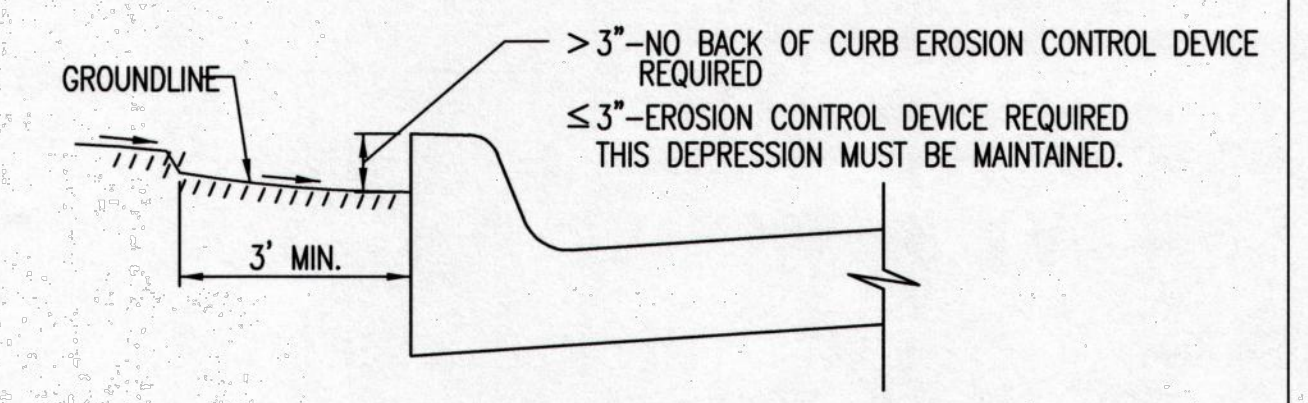 >3"-NO BACK OF CURB EROSION CONTROL DEVICE
REQUIRED
GROUNDLINE
≤3"-EROSION CONTROL DEVICE REQUIRED
THIS DEPRESSION MUST BE MAINTAINED.
3' MIN.